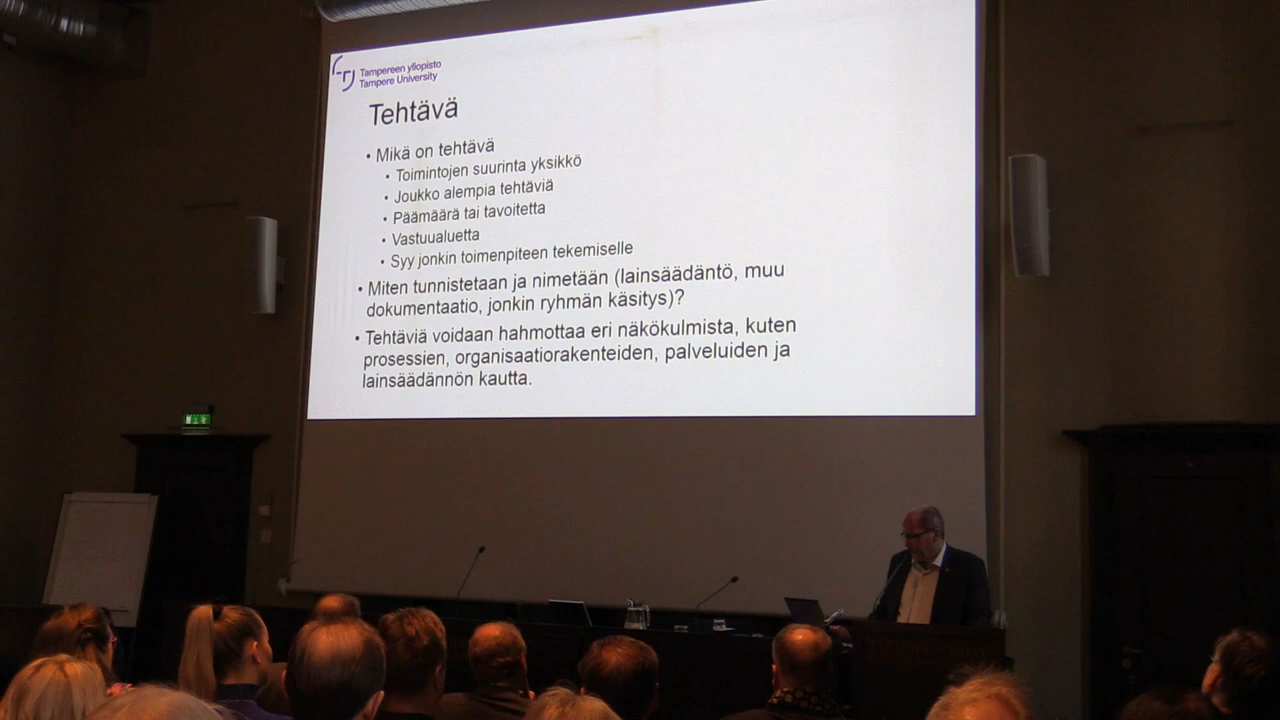 Tampereen yliopisto
Tampere University
Tehtävä
• Mikä on tehtävä
• Toimintojen suurinta yksikkö
• Joukko alempia tehtäviä
• Päämäärä tai tavoitetta
• Vastuualuetta
• Syy jonkin toimenpiteen tekemiselle
• Miten tunnistetaan ja nimetään (lainsäädäntö, muu
dokumentaatio, jonkin ryhmän käsitys)?
• Tehtäviä voidaan hahmottaa eri näkökulmista, kuten
prosessien, organisaatiorakenteiden, palveluiden ja
lainsäädännön kautta.